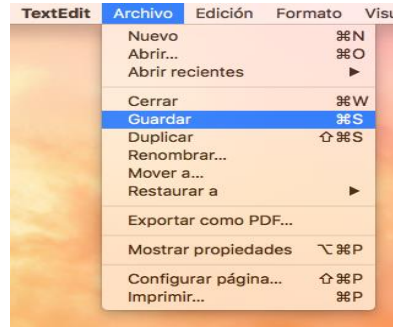 TextEdit Archivo Edición Formato
Nuevo ⌘N
Abrir... ⌘O
Abrir recientes ▶
Cerrar ⌘W
Guardar ⌘S
Duplicar ⇧⌘S
Renombrar...
Mover a...
Restaurar a ▶
Exportar como PDF...
Mostrar propiedades ⌥⌘P
Configurar página... ⇧⌘P
Imprimir... ⌘P